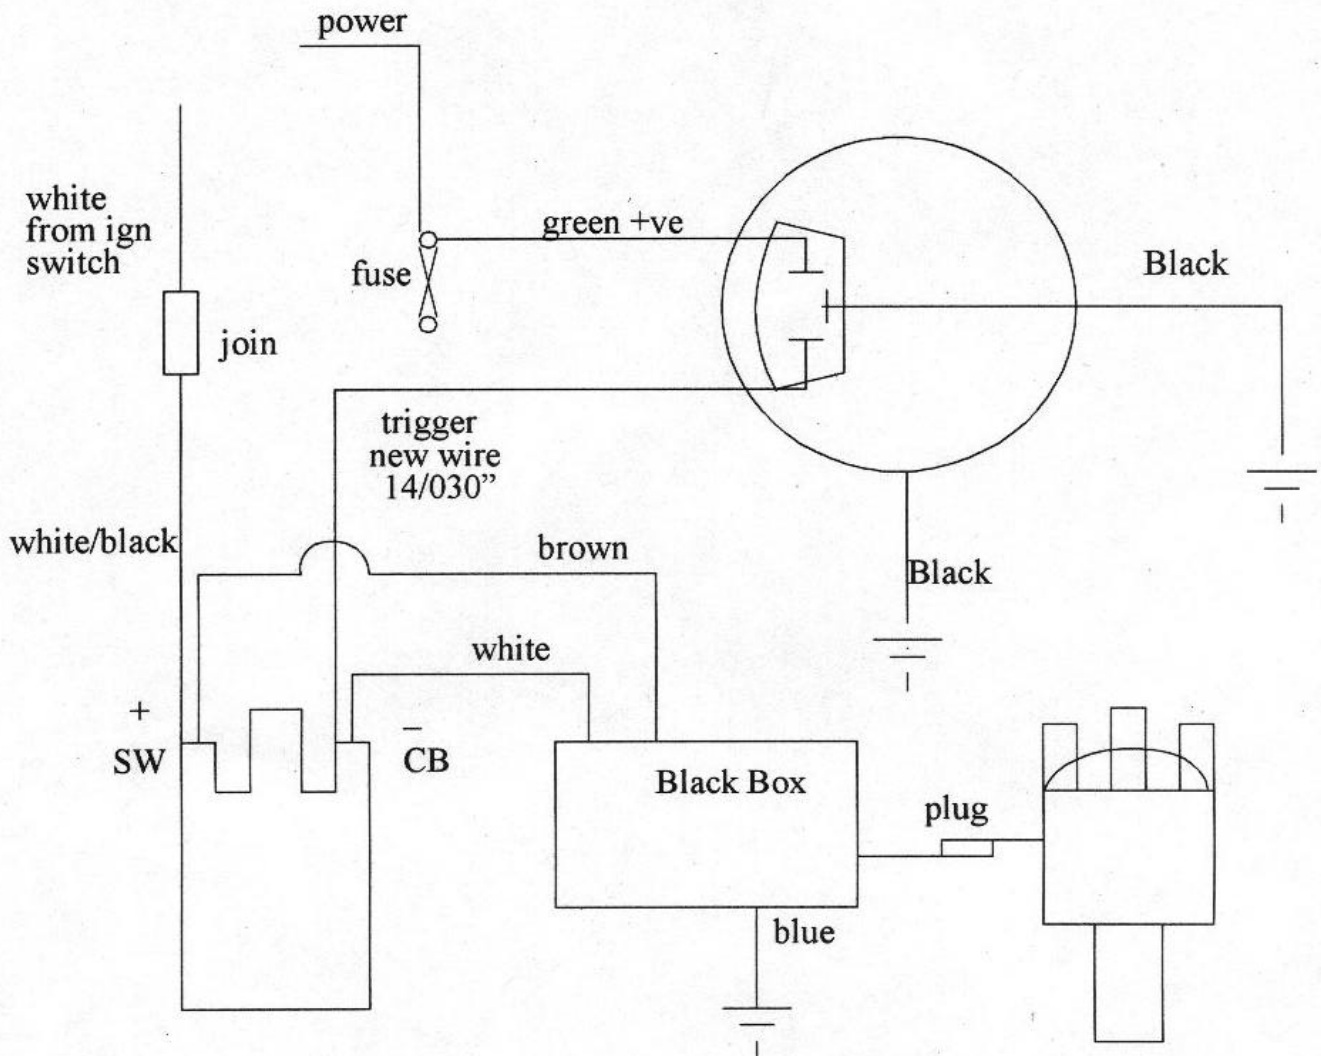 power
white
from ign
switch
green +ve
fuse
Black
join
trigger
new wire
14/030”
white/black
brown
Black
white
+
SW
–
CB
Black Box
plug
blue